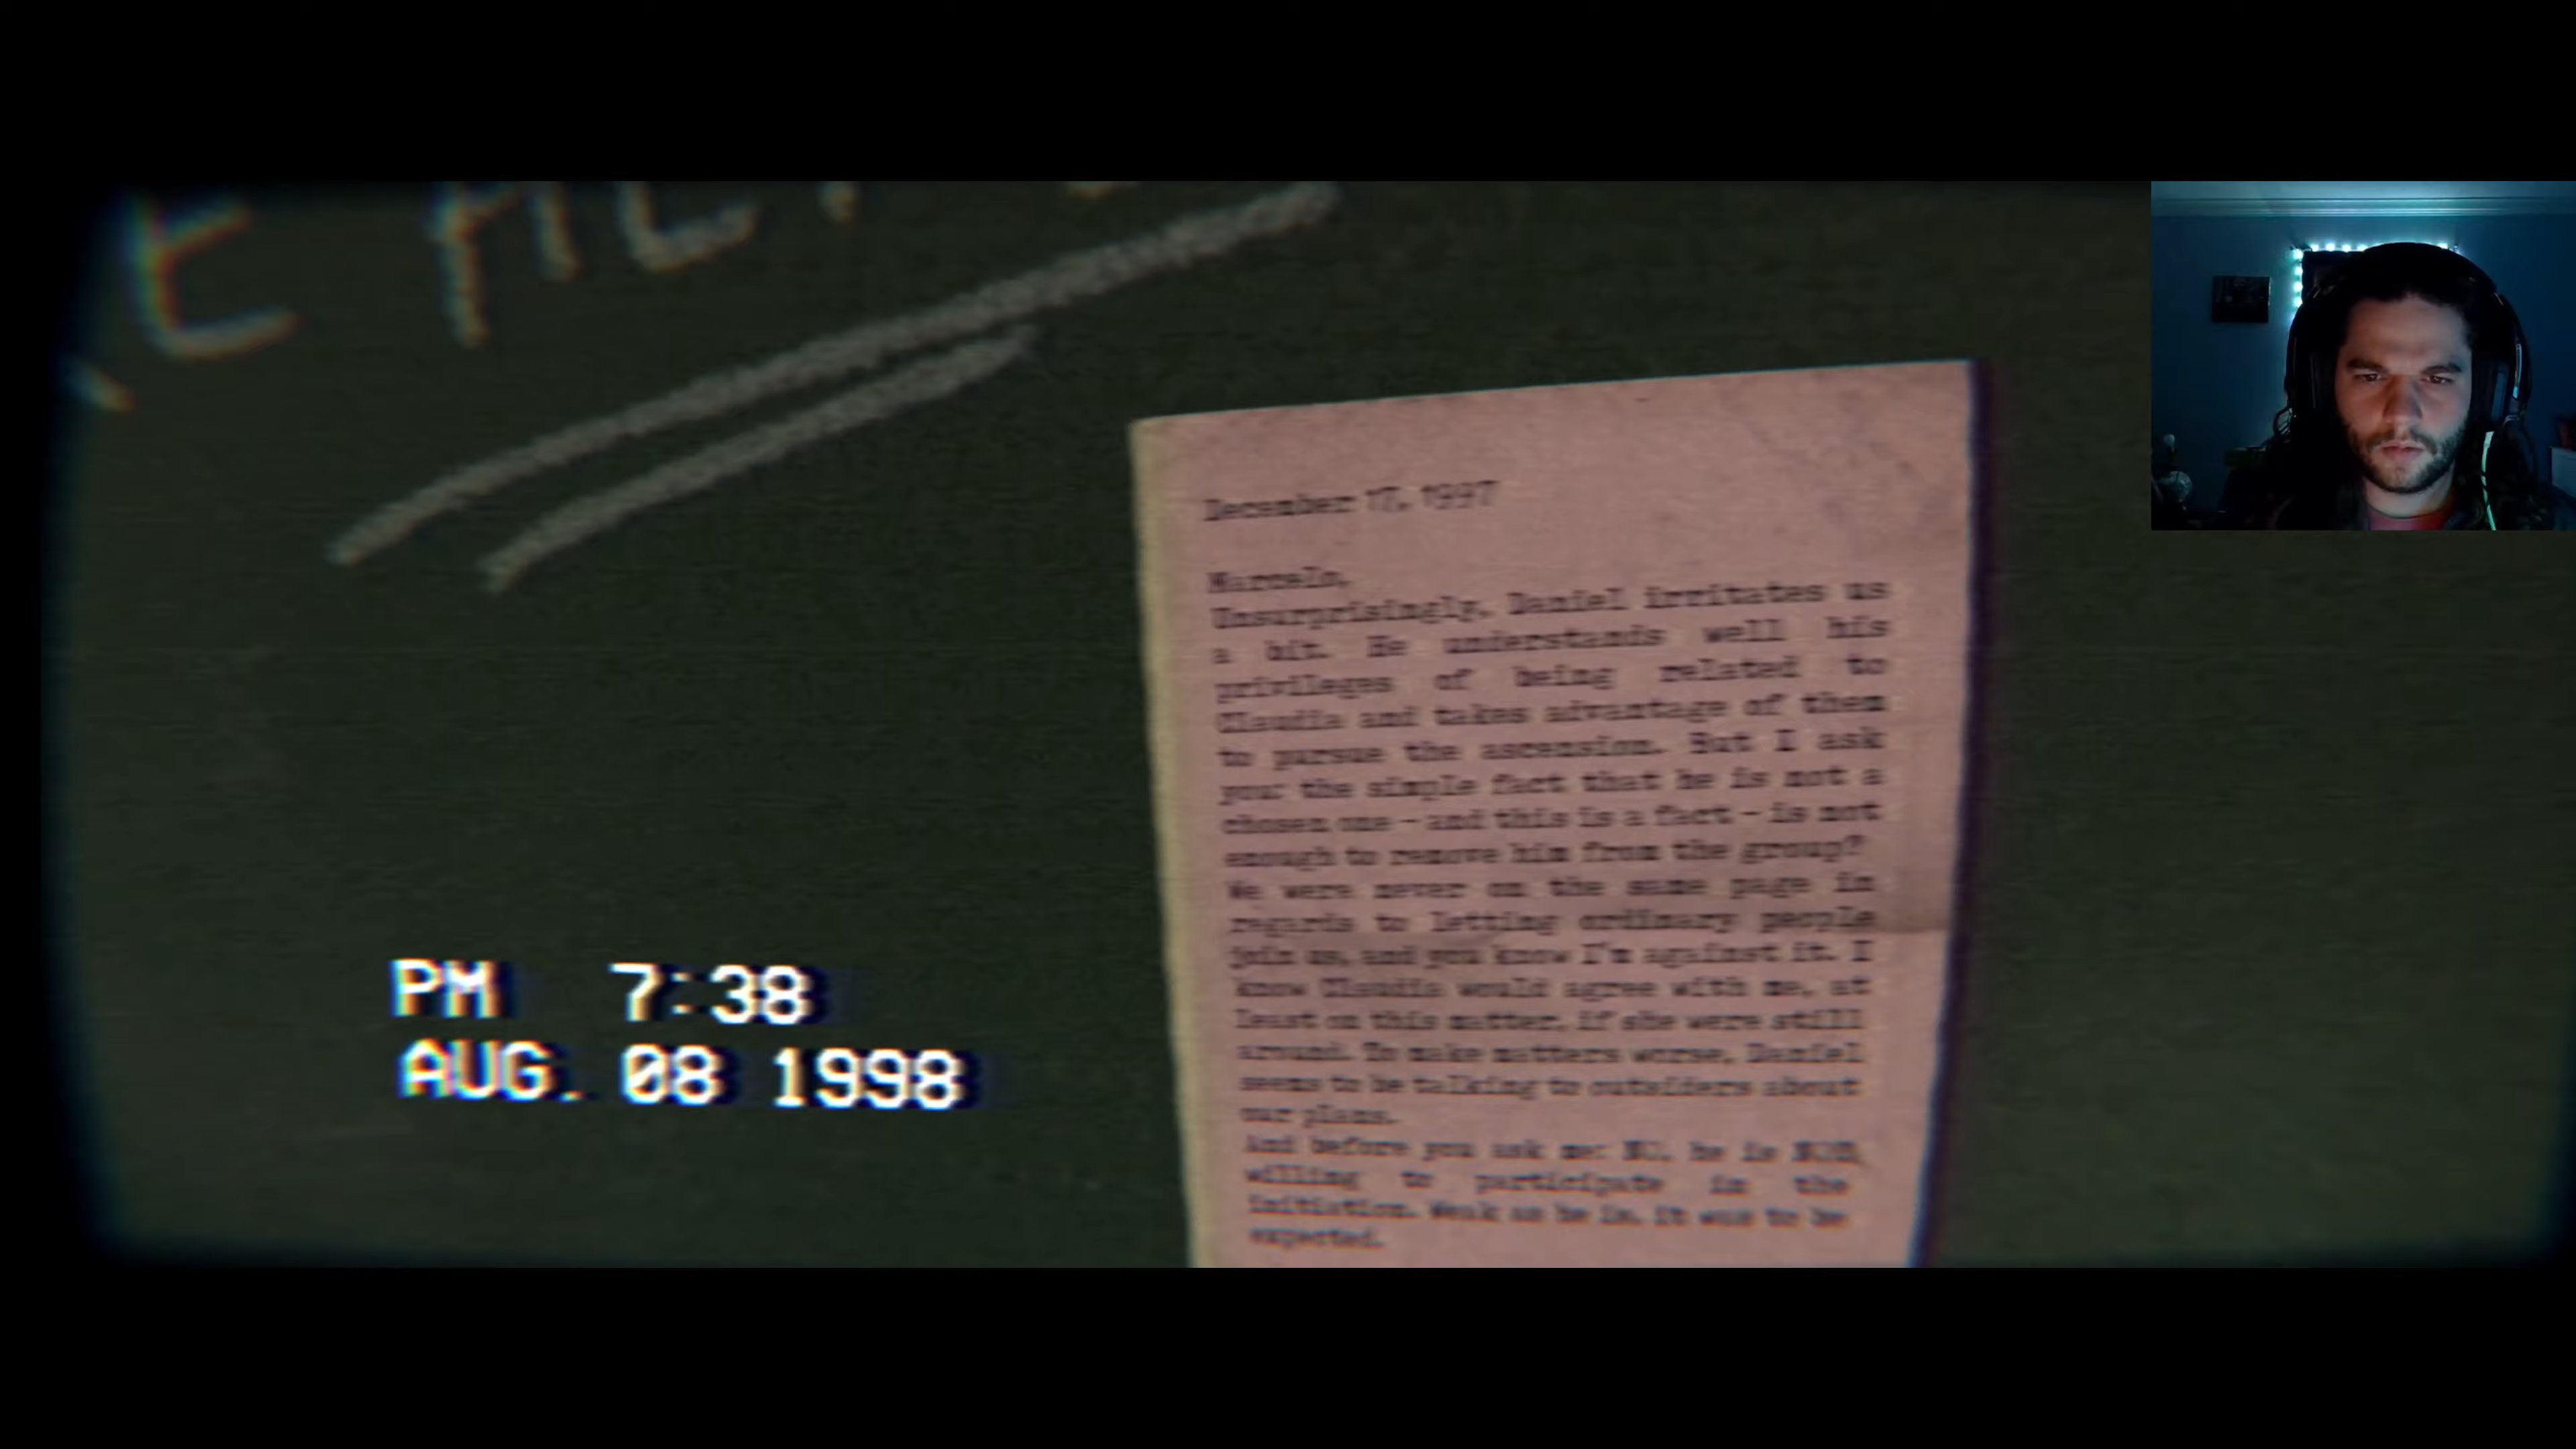 December 17, 1997
Marcelo,
Unsurprisingly, Daniel irritates us
a bit. He understands well his
privileges of being related to
Claudia and takes advantage of them
to pursue the ascension. But I ask
you: the simple fact that he is not a
chosen one - and this is a fact - is not
enough to remove him from the group?
We were never on the same page in
regards to letting ordinary people
join us, and you know I'm against it. I
know Claudia would agree with me, at
least on this matter, if she were still
around. To make matters worse, Daniel
seems to be talking to outsiders about
our plans.
And before you ask me: NO, he is NOT
willing to participate in the
initiation. Weak as he is, it was to be
expected.
PM 7:38
AUG. 08 1998